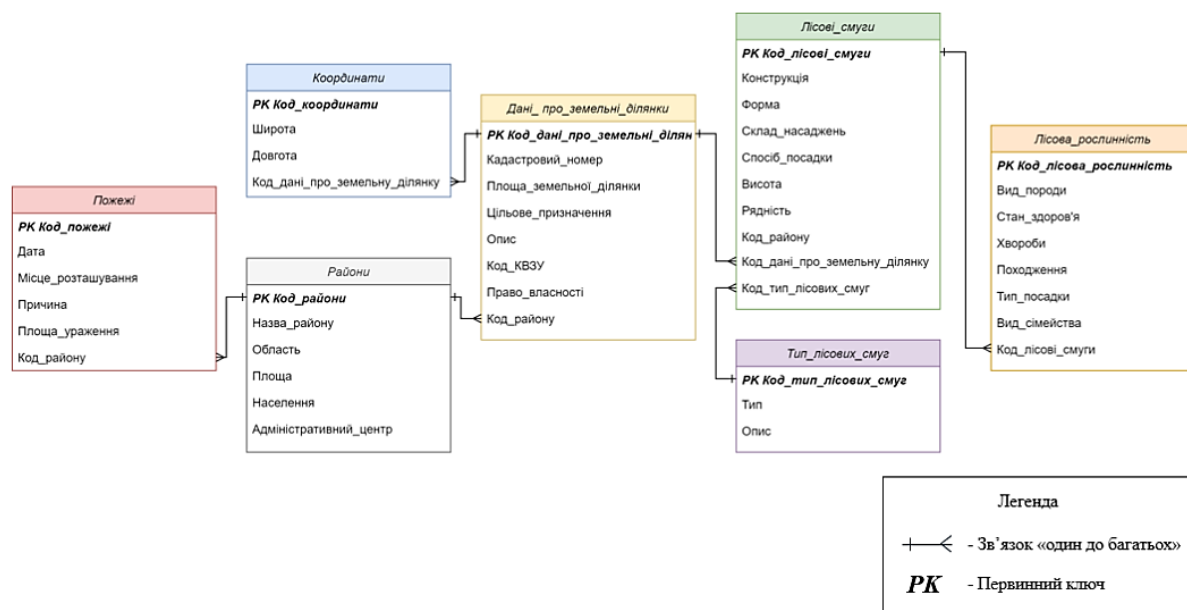 Пожежі
PK Код_пожежі
Дата
Місце_розташування
Причина
Площа_ураження
Код_району
Координати
PK Код_координати
Широта
Довгота
Код_дані_про_земельну_ділянку
Райони
PK Код_райони
Назва_району
Область
Площа
Населення
Адміністративний_центр
Дані_ про_земельні_ділянки
PK Код_дані_про_земельні_ділян
Кадастровий_номер
Площа_земельної_ділянки
Цільове_призначення
Опис
Код_КВЗУ
Право_власності
Код_району
Лісові_смуги
PK Код_лісові_смуги
Конструкція
Форма
Склад_насаджень
Спосіб_посадки
Висота
Рядність
Код_району
Код_дані_про_земельну_ділянку
Код_тип_лісових_смуг
Тип_лісових_смуг
PK Код_тип_лісових_смуг
Тип
Опис
Лісова_рослинність
PK Код_лісова_рослинність
Вид_породи
Стан_здоров'я
Хвороби
Походження
Тип_посадки
Вид_сімейства
Код_лісові_смуги
Легенда
- Зв’язок «один до багатьох»
PK - Первинний ключ